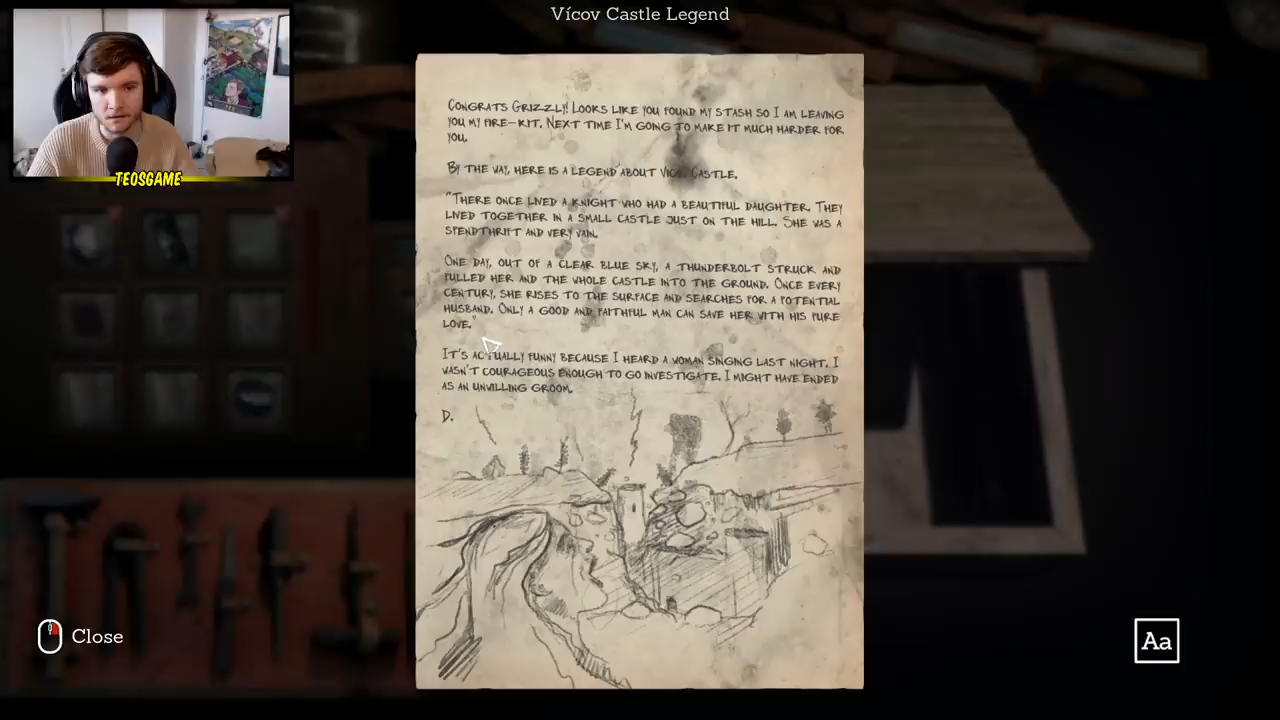 Vícov Castle Legend
TEOSGAME
CONGRATS GRIZZLY! LOOKS LIKE YOU FOUND MY STASH SO I AM LEAVING
YOU MY FIRE-KIT. NEXT TIME I'M GOING TO MAKE IT MUCH HARDER FOR
YOU.
BY THE WAY, HERE IS A LEGEND ABOUT CASTLE.
"THERE ONCE LIVED A KNIGHT WHO HAD A BEAUTIFUL DAUGHTER. THEY
LIVED TOGETHER IN A SMALL CASTLE JUST ON THE HILL. SHE WAS A
SPENDTHRIFT AND VERY VAIN.
ONE DAY, OUT OF A CLEAR BLUE SKY, A THUNDERBOLT STRUCK AND
PULLED HER AND THE WHOLE CASTLE INTO THE GROUND. ONCE EVERY
CENTURY, SHE RISES TO THE SURFACE AND SEARCHES FOR A POTENTIAL
HUSBAND. ONLY A GOOD AND FAITHFUL MAN CAN SAVE HER WITH HIS PURE
LOVE."
IT'S ACTUALLY FUNNY BECAUSE I HEARD A WOMAN SINGING LAST NIGHT. I
WASN'T COURAGEOUS ENOUGH TO GO INVESTIGATE. I MIGHT HAVE ENDED
AS AN UNWILLING GROOM.
D.
Close
Aa